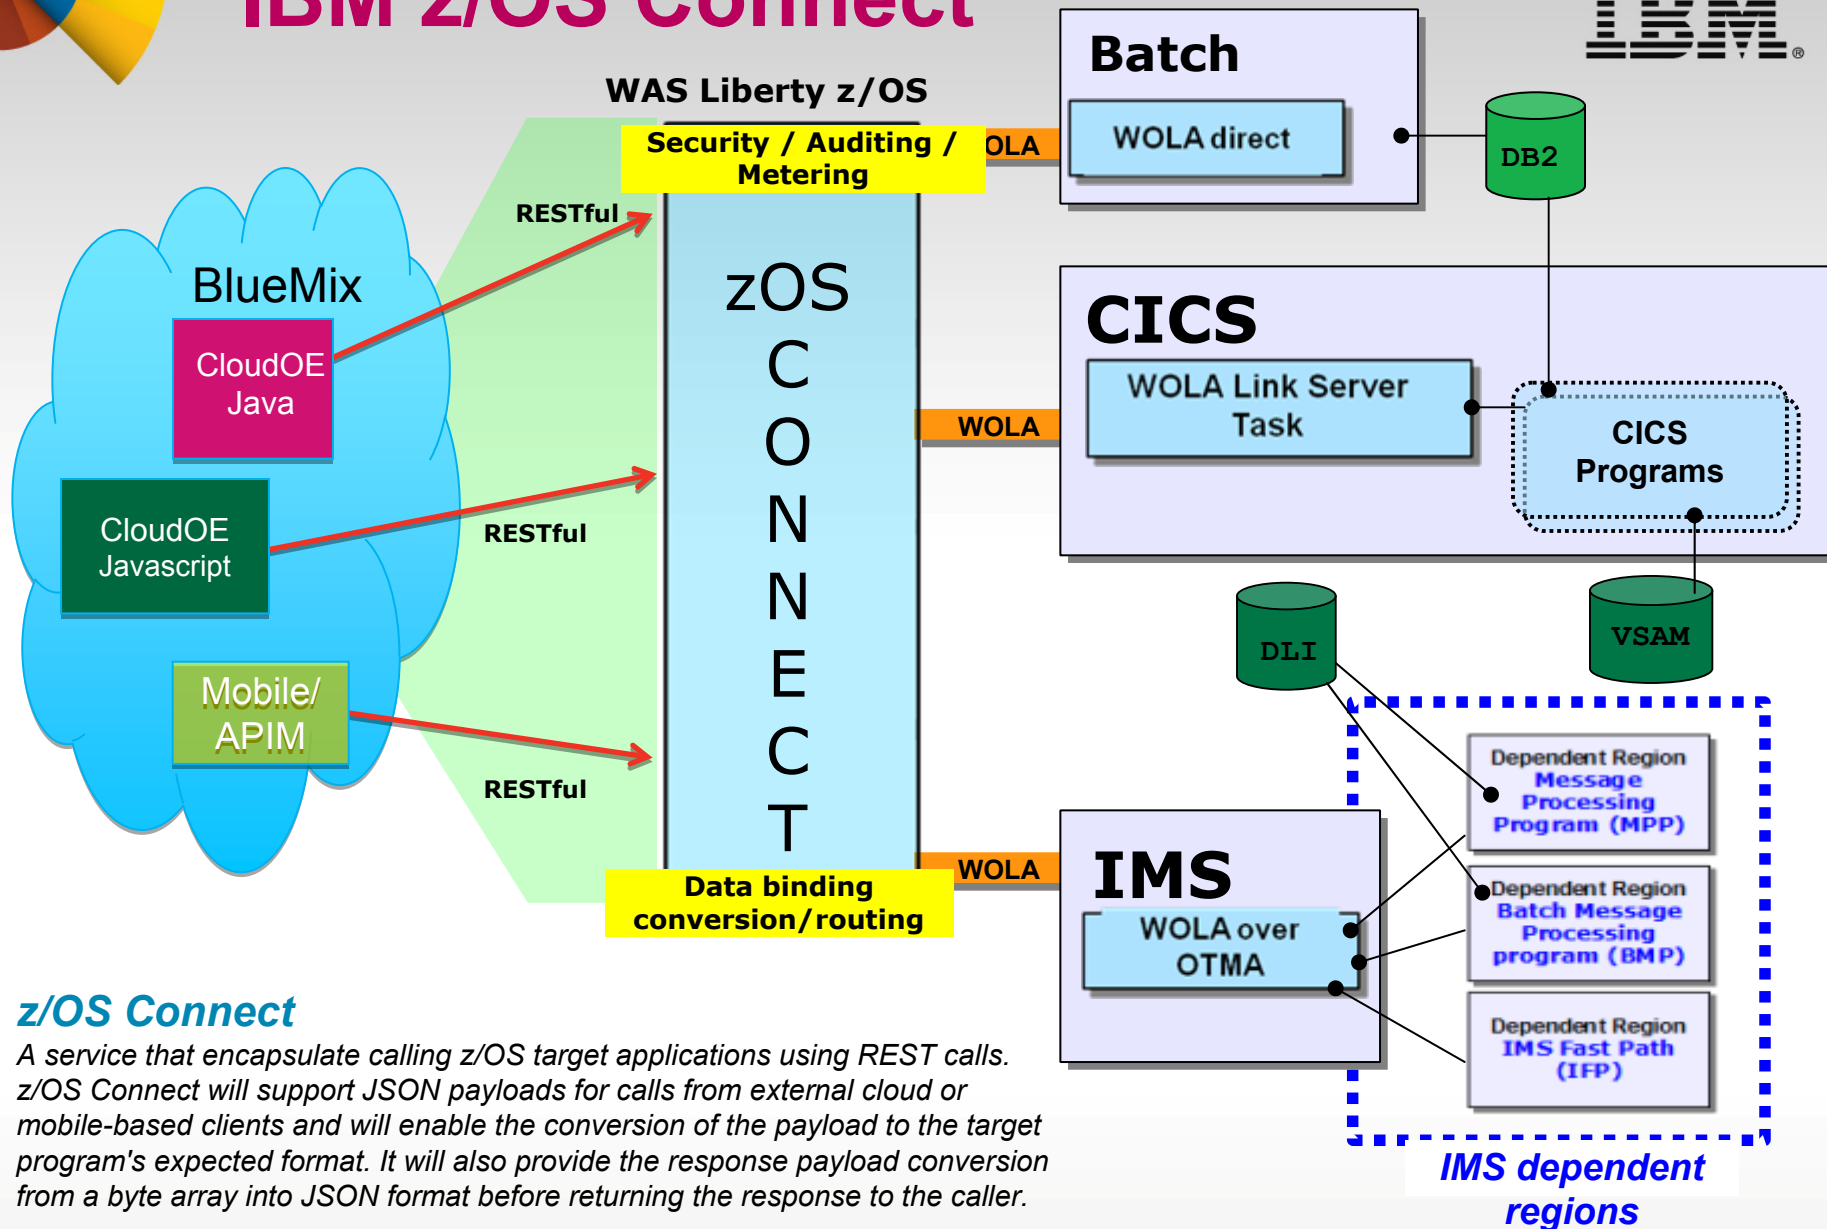 IBM z/OS Connect
IBM®
WAS Liberty z/OS
Security / Auditing /
Metering
OLA
Batch
WOLA direct
DB2
RESTful
BlueMix
CloudOE
Java
zOS
C
O
N
N
E
C
T
CICS
WOLA Link Server
Task
WOLA
CICS
Programs
CloudOE
Javascript
RESTful
DLI
VSAM
Mobile/
APIM
RESTful
Dependent Region
Message
Processing
Program (MPP)
WOLA
IMS
WOLA over
OTMA
Data binding
conversion/routing
Dependent Region
Batch Message
Processing
program (BMP)
Dependent Region
IMS Fast Path
(IFP)
IMS dependent
regions
z/OS Connect
A service that encapsulate calling z/OS target applications using REST calls.
z/OS Connect will support JSON payloads for calls from external cloud or
mobile-based clients and will enable the conversion of the payload to the target
program's expected format. It will also provide the response payload conversion
from a byte array into JSON format before returning the response to the caller.